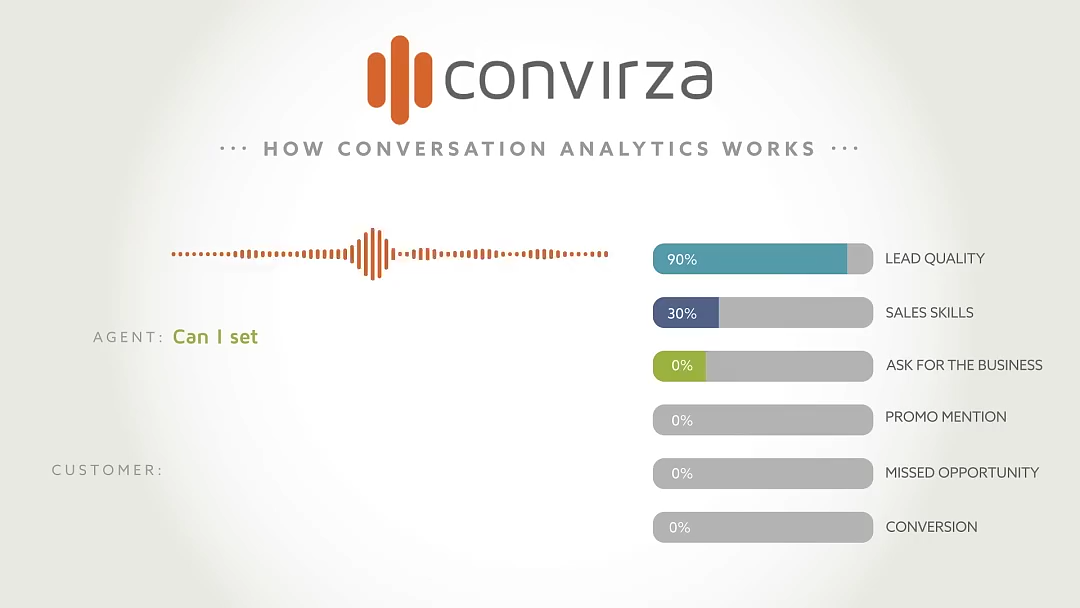 convirza
··· HOW CONVERSATION ANALYTICS WORKS ···
90% LEAD QUALITY
30% SALES SKILLS
AGENT: Can I set
0% ASK FOR THE BUSINESS
0% PROMO MENTION
CUSTOMER:
0% MISSED OPPORTUNITY
0% CONVERSION